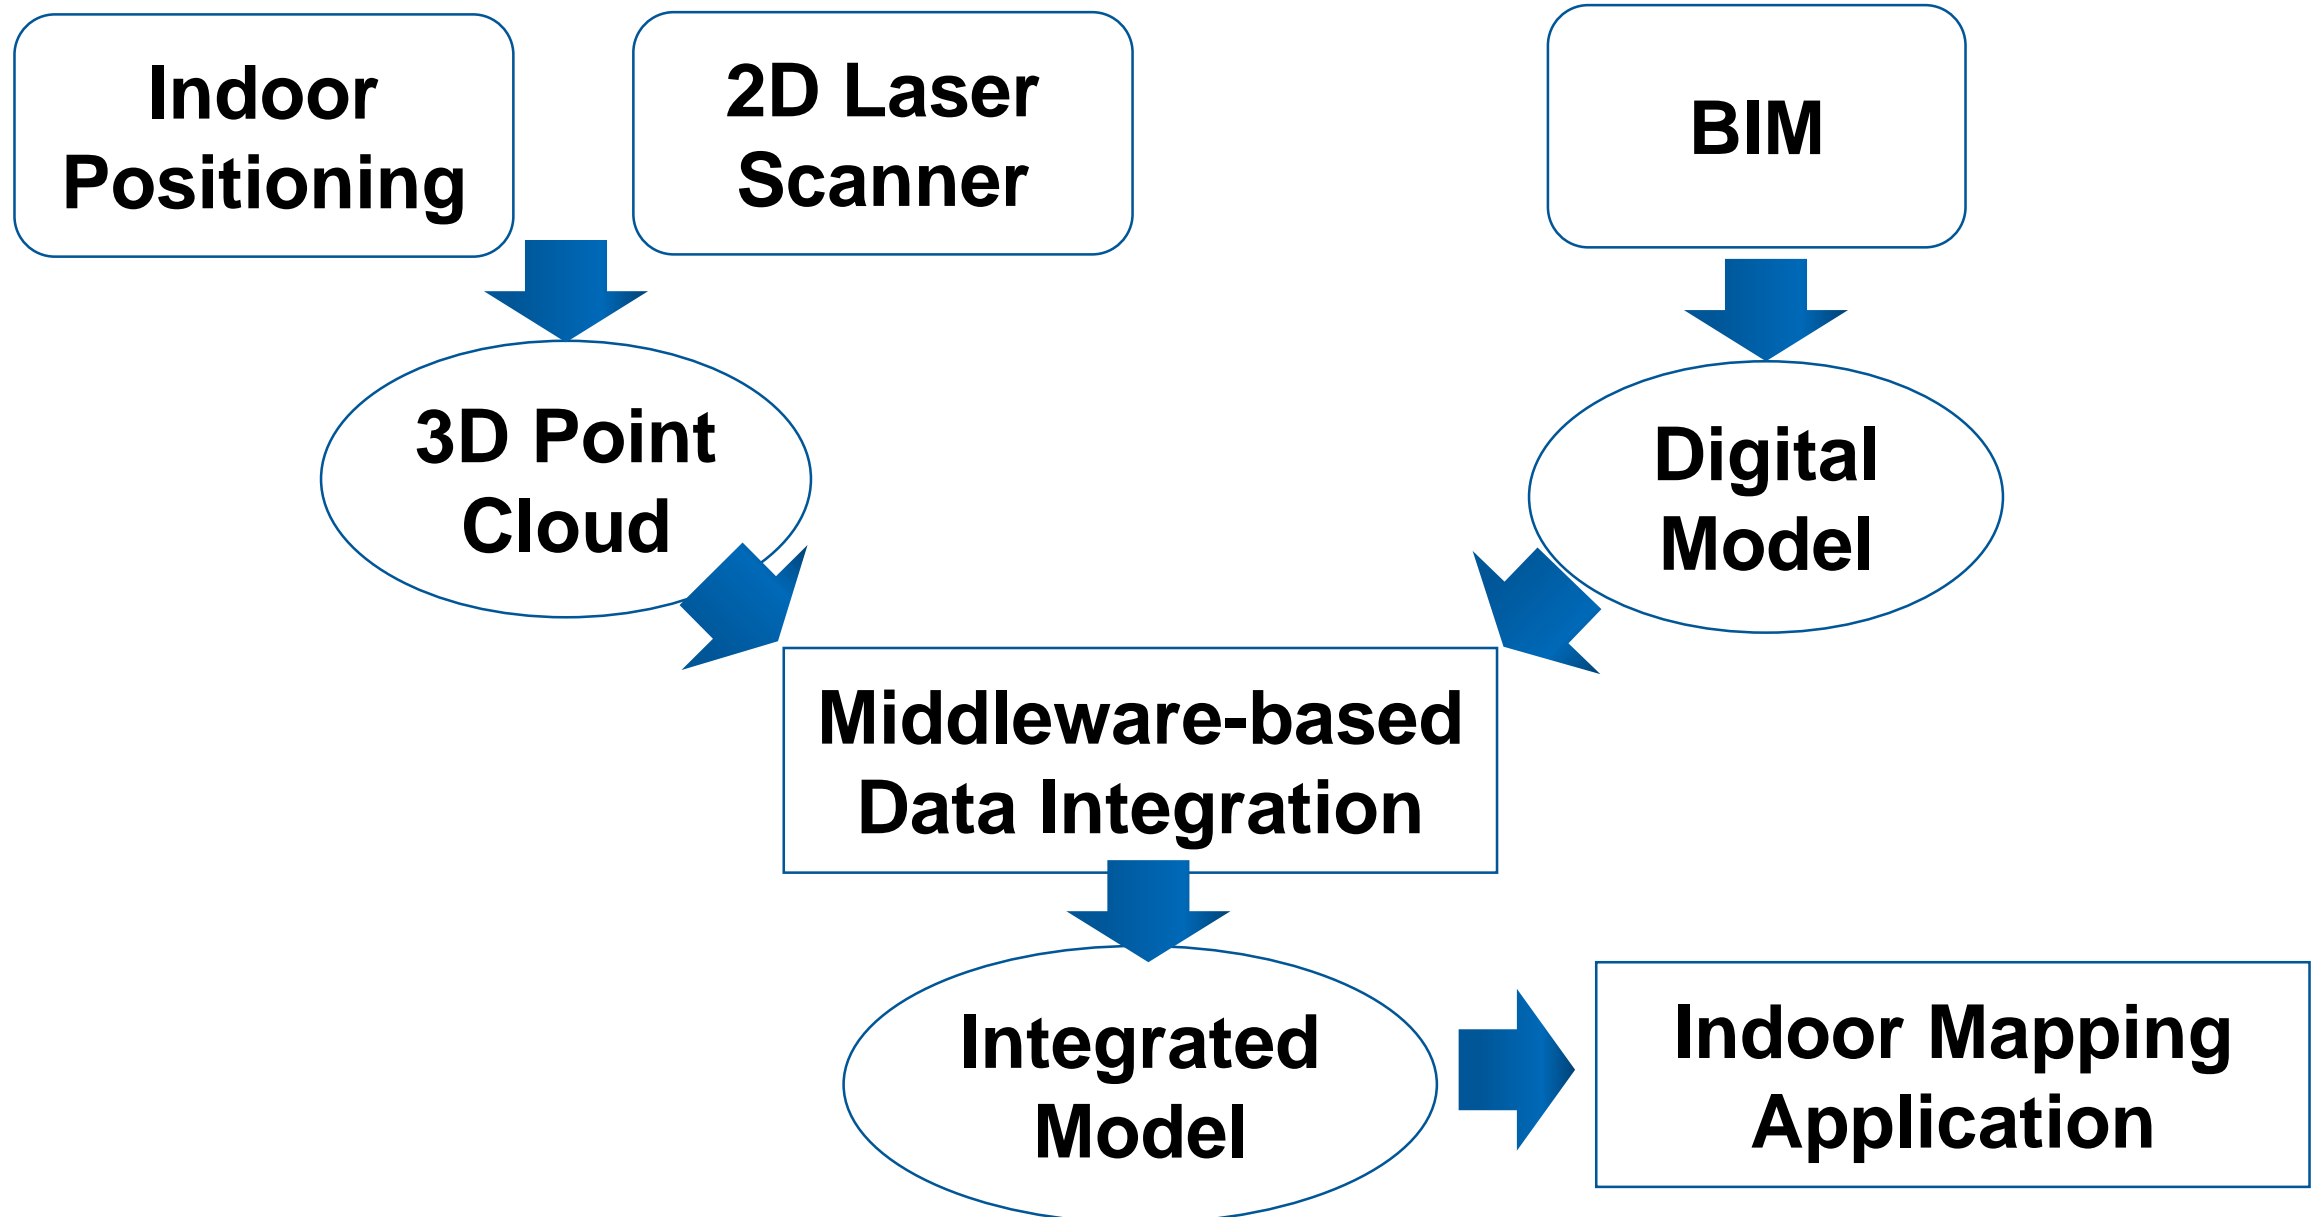 Indoor
Positioning
2D Laser
Scanner
BIM
3D Point
Cloud
Digital
Model
Middleware-based
Data Integration
Integrated
Model
Indoor Mapping
Application